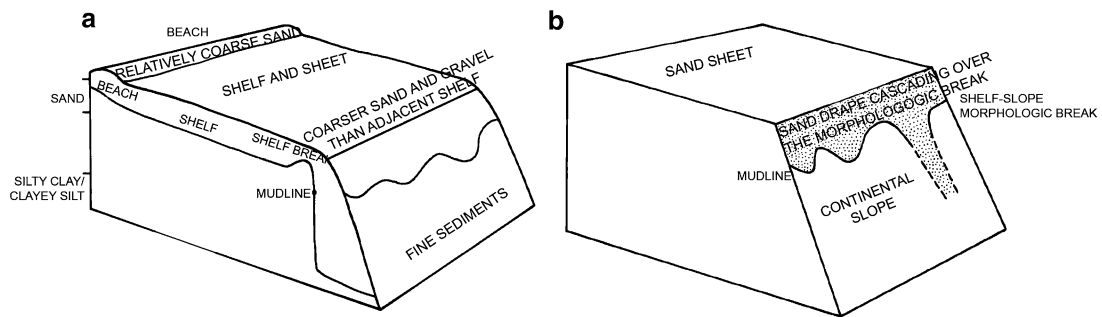 a
BEACH
RELATIVELY COARSE SAND
SHELF AND SHEET
COARSER SAND AND GRAVEL
THAN ADJACENT SHELF
BEACH
SAND
SHELF
SHELF BREAK
SILTY CLAY/
CLAYEY SILT
MUDLINE
FINE SEDIMENTS
b
SAND SHEET
SAND DRAPE CASCADING OVER
THE MORPHOLOGOGIC BREAK
SHELF-SLOPE
MORPHOLOGIC BREAK
MUDLINE
CONTINENTAL
SLOPE